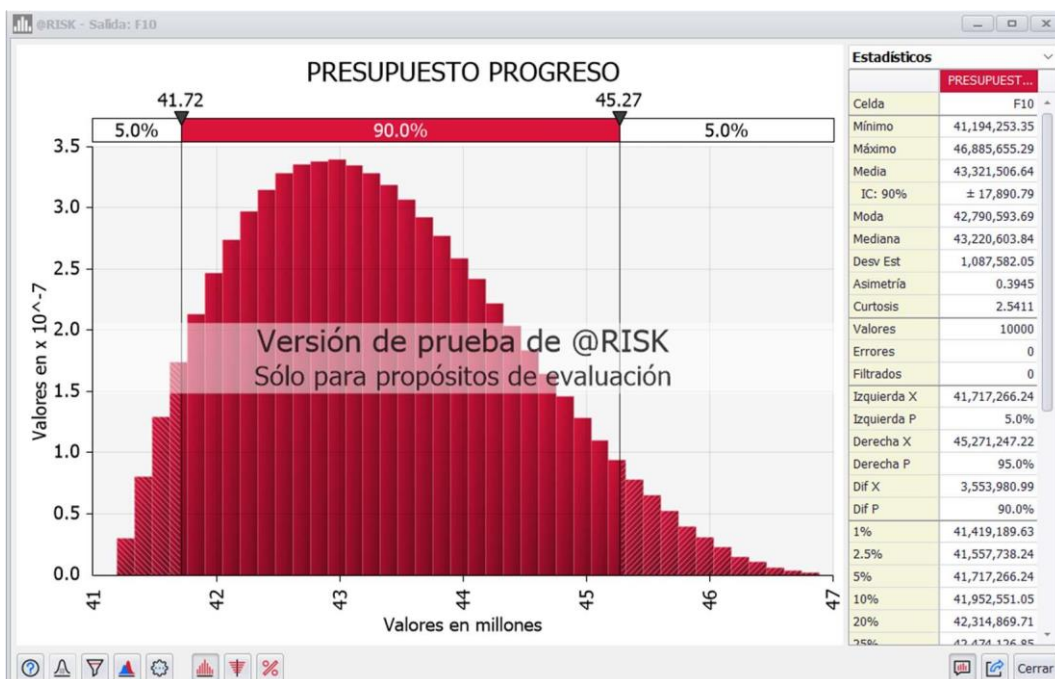 @RISK - Salida: F10
PRESUPUESTO PROGRESO
41.72 45.27
5.0% 90.0% 5.0%
3.5
3.0
2.5
2.0
1.5
1.0
0.5
0.0
Valores en x 10^-7
Versión de prueba de @RISK
Sólo para propósitos de evaluación
41 42 43 44 45 46 47
Valores en millones
Estadísticos
PRESUPUEST...
Celda F10
Mínimo 41,194,253.35
Máximo 46,885,655.29
Media 43,321,506.64
IC: 90% ± 17,890.79
Moda 42,790,593.69
Mediana 43,220,603.84
Desv Est 1,087,582.05
Asimetría 0.3945
Curtosis 2.5411
Valores 10000
Errores 0
Filtrados 0
Izquierda X 41,717,266.24
Izquierda P 5.0%
Derecha X 45,271,247.22
Derecha P 95.0%
Dif X 3,553,980.99
Dif P 90.0%
1% 41,419,189.63
2.5% 41,557,738.24
5% 41,717,266.24
10% 41,952,551.05
20% 42,314,869.71
25% 42,474,126.85
Cerrar